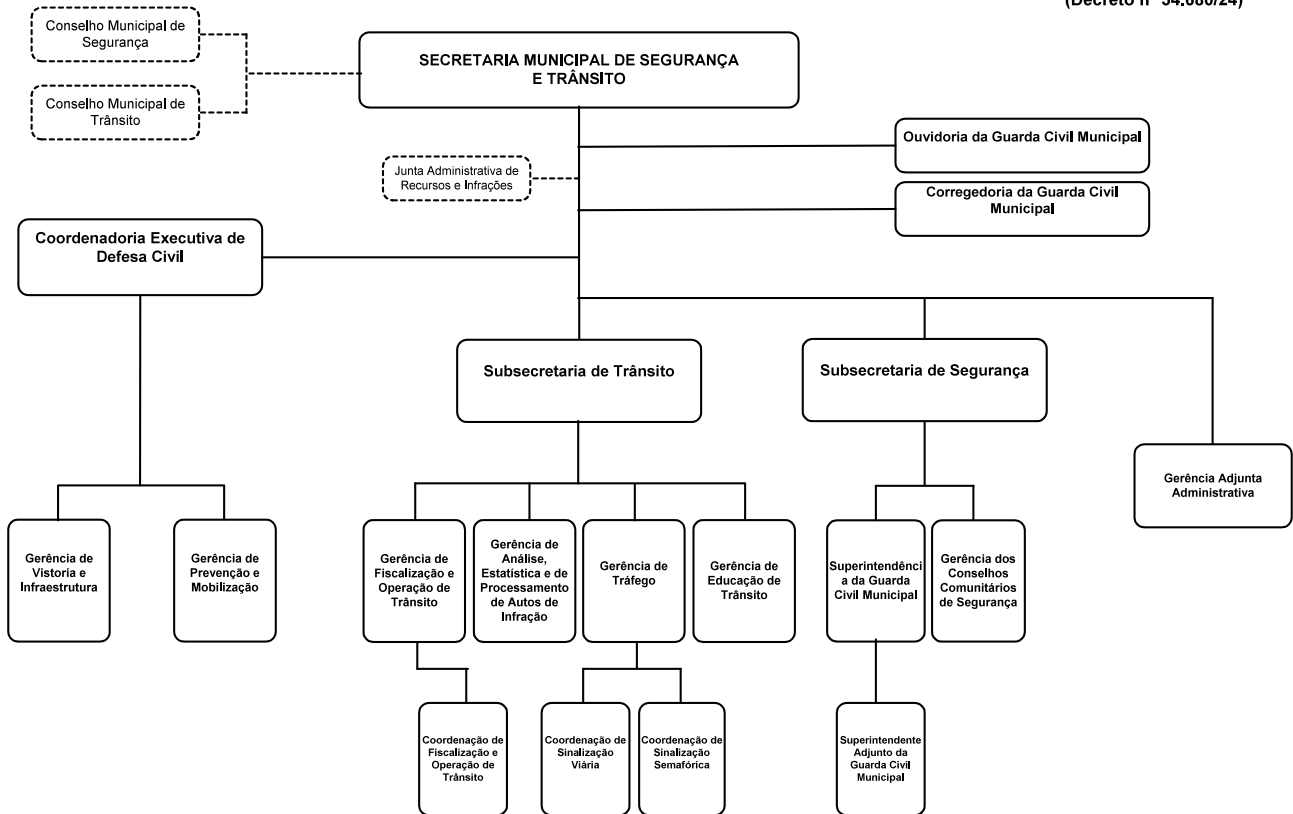 (Decreto nº 34.680/24)
Conselho Municipal de
Segurança
SECRETARIA MUNICIPAL DE SEGURANÇA
E TRÂNSITO
Conselho Municipal de
Trânsito
Ouvidoria da Guarda Civil Municipal
Junta Administrativa de
Recursos e Infrações
Corregedoria da Guarda Civil
Municipal
Coordenadoria Executiva de
Defesa Civil
Subsecretaria de Trânsito
Subsecretaria de Segurança
Gerência Adjunta
Administrativa
Gerência de
Vistoria e
Infraestrutura
Gerência de
Prevenção e
Mobilização
Gerência de
Fiscalização e
Operação de
Trânsito
Gerência de
Análise,
Estatística e de
Processamento
de Autos de
Infração
Gerência de
Tráfego
Gerência de
Educação de
Trânsito
Superintendênci
a da Guarda
Civil Municipal
Gerência dos
Conselhos
Comunitários
de Segurança
Coordenação de
Fiscalização e
Operação de
Trânsito
Coordenação de
Sinalização
Viária
Coordenação de
Sinalização
Semafórica
Superintendente
Adjunto da
Guarda Civil
Municipal